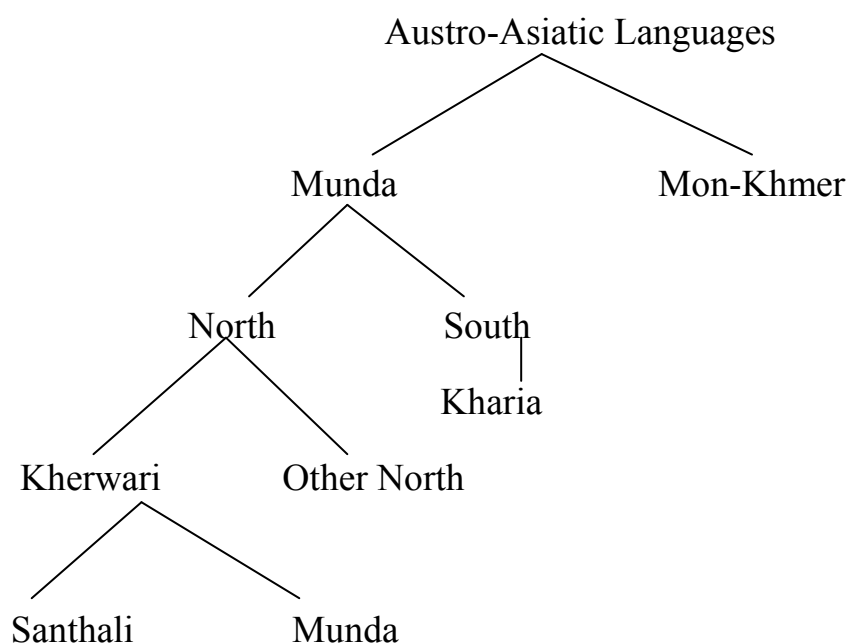 Austro-Asiatic Languages
Munda Mon-Khmer
North South
Kharia
Kherwari Other North
Santhali Munda